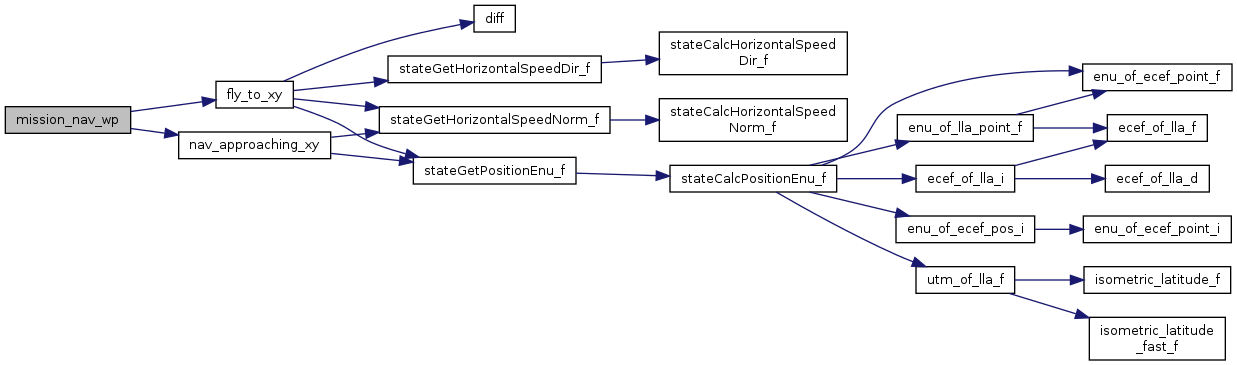 mission_nav_wp
fly_to_xy
nav_approaching_xy
diff
stateGetHorizontalSpeedDir_f
stateGetHorizontalSpeedNorm_f
stateGetPositionEnu_f
stateCalcHorizontalSpeed
Dir_f
stateCalcHorizontalSpeed
Norm_f
stateCalcPositionEnu_f
enu_of_lla_point_f
ecef_of_lla_i
enu_of_ecef_pos_i
utm_of_lla_f
enu_of_ecef_point_f
ecef_of_lla_f
ecef_of_lla_d
enu_of_ecef_point_i
isometric_latitude_f
isometric_latitude
_fast_f